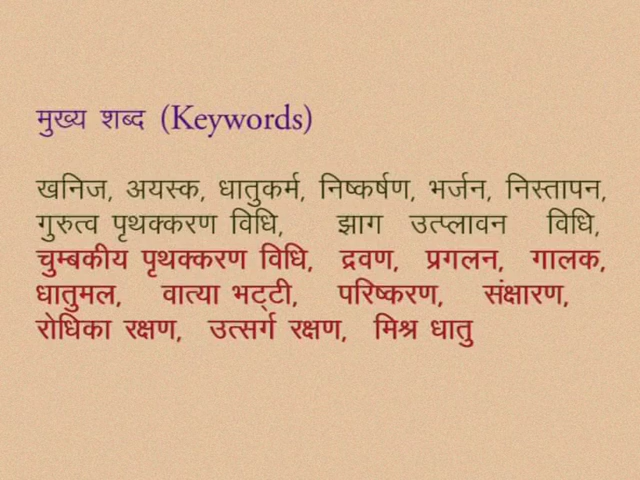 मुख्य शब्द (Keywords)
खनिज, अयस्क, धातुकर्म, निष्कर्षण, भर्जन, निस्तापन,
गुरुत्व पृथक्करण विधि, झाग उत्प्लावन विधि,
चुम्बकीय पृथक्करण विधि, द्रवण, प्रगलन, गालक,
धातुमल, वात्या भट्टी, परिष्करण, संक्षारण,
रोधिका रक्षण, उत्सर्ग रक्षण, मिश्र धातु